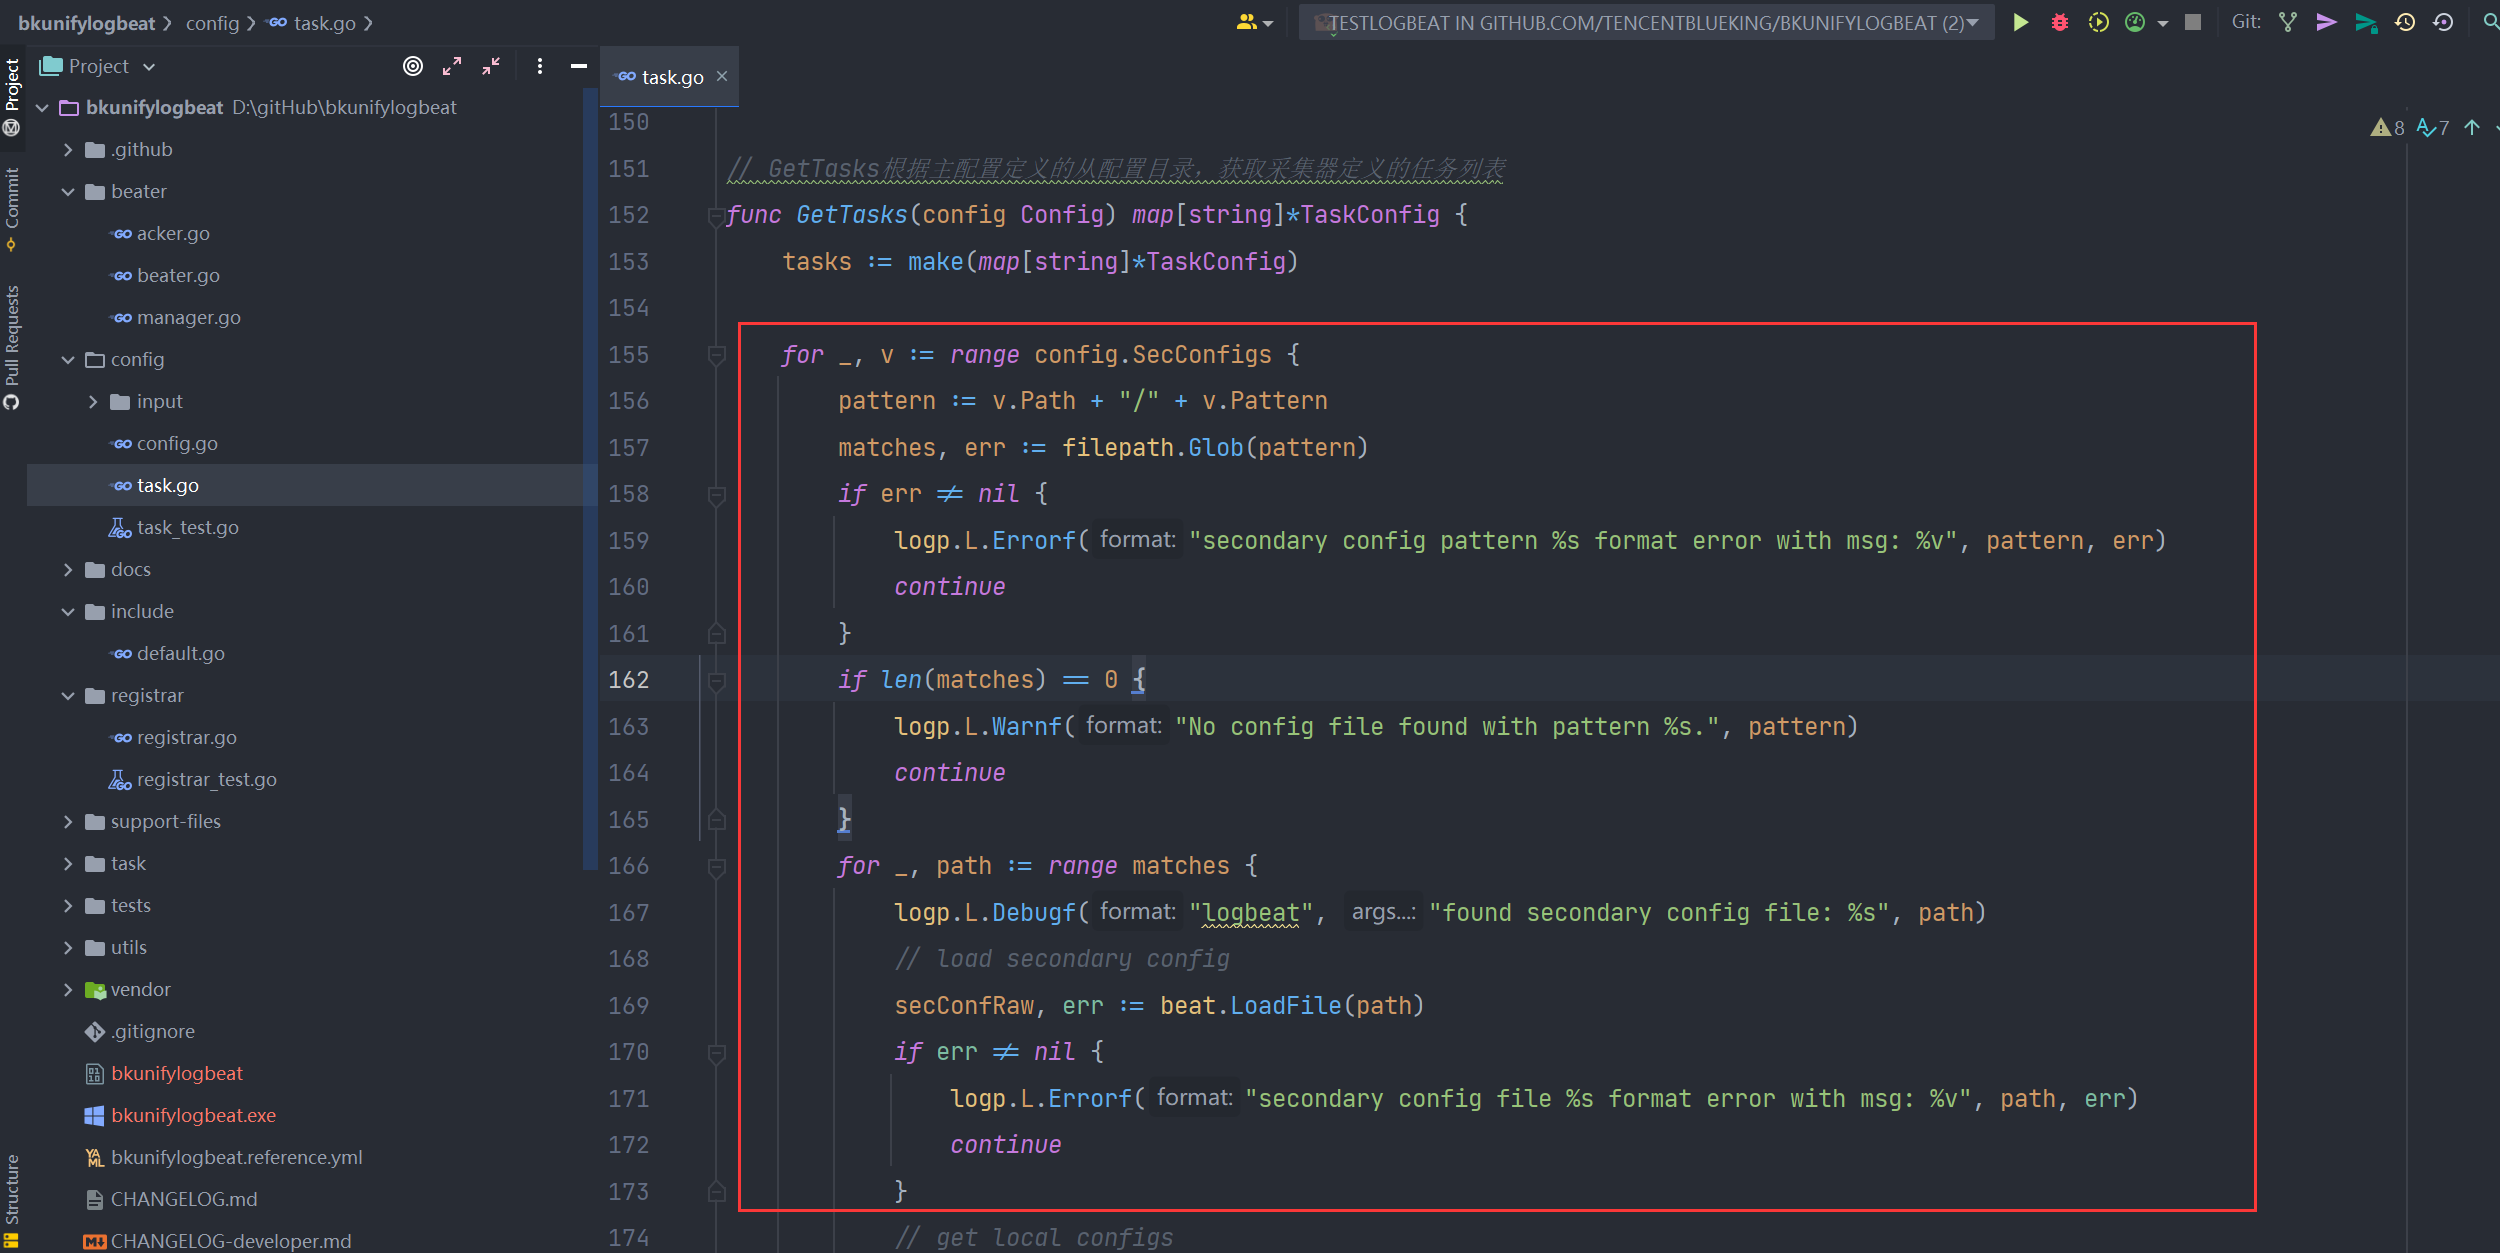 bkunifylogbeat config task.go
TESTLOGBEAT IN GITHUB.COM/TENCENTBLUEKING/BKUNIFYLOGBEAT (2)
Git:
Project
Commit
Pull Requests
Structure
Project
bkunifylogbeat D:\gitHub\bkunifylogbeat
.github
beater
acker.go
beater.go
manager.go
config
input
config.go
task.go
task_test.go
docs
include
default.go
registrar
registrar.go
registrar_test.go
support-files
task
tests
utils
vendor
.gitignore
bkunifylogbeat
bkunifylogbeat.exe
bkunifylogbeat.reference.yml
CHANGELOG.md
CHANGELOG-developer.md
task.go
8 7
150
151 // GetTasks根据主配置定义的从配置目录，获取采集器定义的任务列表
152 func GetTasks(config Config) map[string]*TaskConfig {
153 tasks := make(map[string]*TaskConfig)
154
155 for _, v := range config.SecConfigs {
156 pattern := v.Path + "/" + v.Pattern
157 matches, err := filepath.Glob(pattern)
158 if err != nil {
159 logp.L.Errorf( format: "secondary config pattern %s format error with msg: %v", pattern, err)
160 continue
161 }
162 if len(matches) == 0 {
163 logp.L.Warnf( format: "No config file found with pattern %s.", pattern)
164 continue
165 }
166 for _, path := range matches {
167 logp.L.Debugf( format: "logbeat", args...: "found secondary config file: %s", path)
168 // load secondary config
169 secConfRaw, err := beat.LoadFile(path)
170 if err != nil {
171 logp.L.Errorf( format: "secondary config file %s format error with msg: %v", path, err)
172 continue
173 }
174 // get local configs